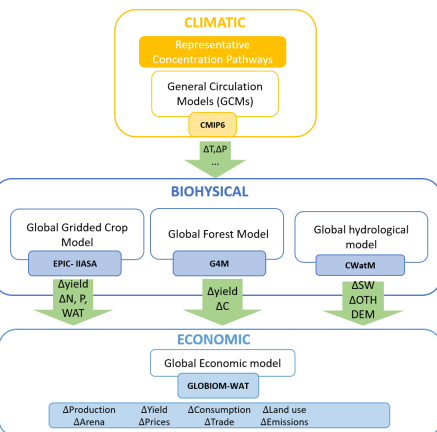 CLIMATIC
Representative
Concentration Pathways
General Circulation
Models (GCMs)
CMIP6
ΔT,ΔP
...
BIOHYSICAL
Global Gridded Crop
Model
EPIC- IIASA
Global Forest Model
G4M
Global hydrological
model
CWatM
Δyield
ΔN, P,
WAT
Δyield
ΔC
ΔSW
ΔOTH
DEM
ECONOMIC
Global Economic model
GLOBIOM-WAT
ΔProduction ΔYield ΔConsumption ΔLand use
ΔArena ΔPrices ΔTrade ΔEmissions